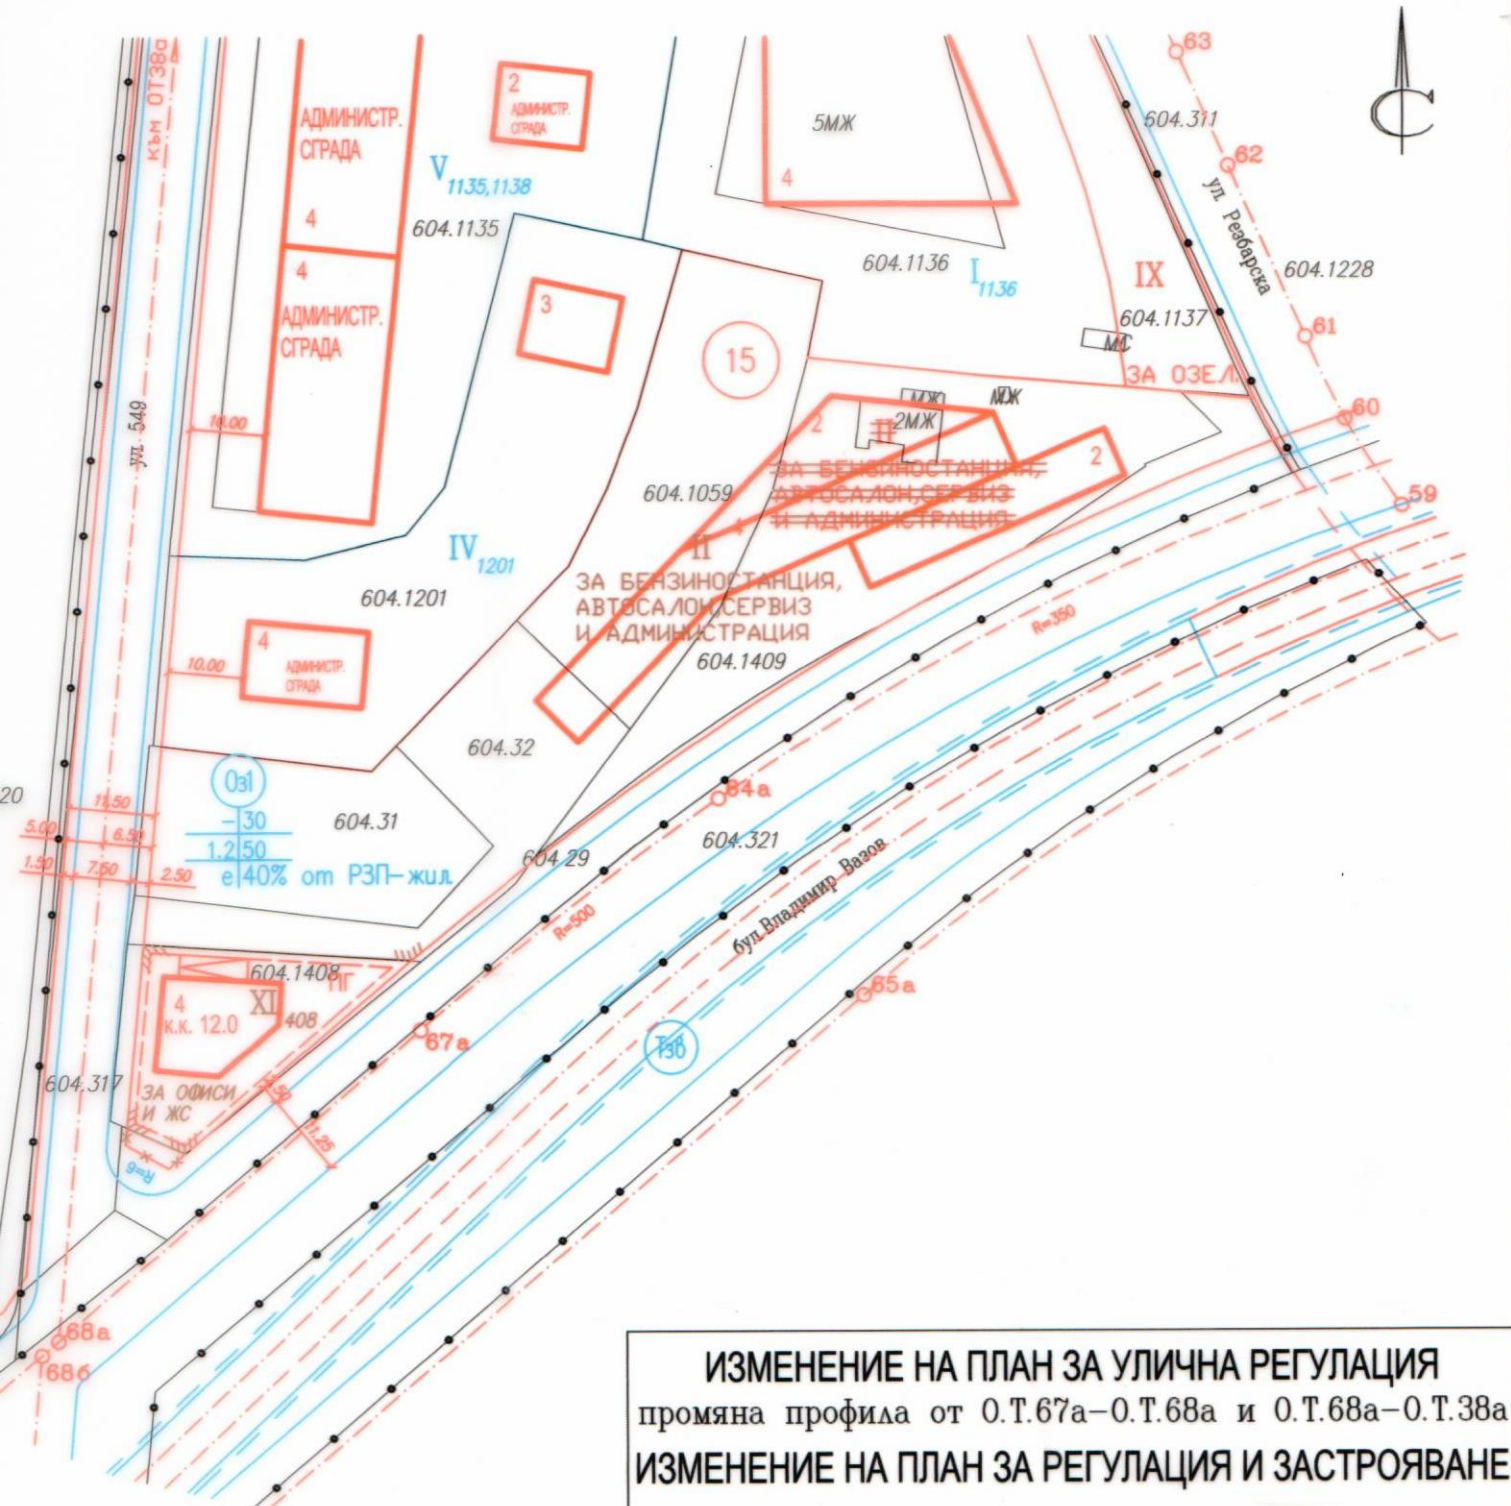 към ОТ38а
АДМИНИСТР.
СГРАДА
4
2
АДМИНИСТР.
СГРАДА
V 1135,1138
604.1135
5МЖ
4
63
604.311
62
ул. Резбарска
604.1228
С
604.1136
I 1136
IX
604.1137
61
МС
ЗА ОЗЕЛ.
4
АДМИНИСТР.
СГРАДА
3
15
ул. 549
10.00
МЖ
МЖ
2МЖ
2
II
60
2
59
604.1059
ЗА БЕНЗИНОСТАНЦИЯ,
АВТОСАЛОН,СЕРВИЗ
И АДМИНИСТРАЦИЯ
4
II
ЗА БЕНЗИНОСТАНЦИЯ,
АВТОСАЛОН,СЕРВИЗ
И АДМИНИСТРАЦИЯ
IV 1201
604.1201
R=350
604.1409
4
АДМИНИСТР.
СГРАДА
10.00
604.32
Оз1
-30
1.2 50
е 40% от РЗП-жил.
604.31
20
11.50
5.00
6.50
1.50
7.50
2.50
604.29
64а
604.321
бул.Владимир Вазов
R=500
65а
604.1408
ПГ
XI
4
к.к. 12.0
408
67а
604.317
ЗА ОФИСИ
И ЖС
11.25
R=6
68а
68б
ИЗМЕНЕНИЕ НА ПЛАН ЗА УЛИЧНА РЕГУЛАЦИЯ
промяна профила от О.Т.67а-О.Т.68а и О.Т.68а-О.Т.38а
ИЗМЕНЕНИЕ НА ПЛАН ЗА РЕГУЛАЦИЯ И ЗАСТРОЯВАНЕ